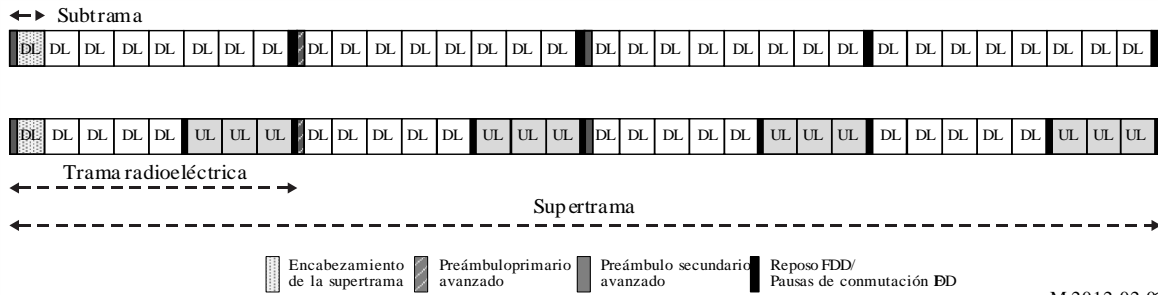 Subtrama
DL DL DL DL DL DL DL DL DL DL DL DL DL DL DL DL DL DL DL DL DL DL DL DL DL DL DL DL DL DL DL DL
DL DL DL DL DL UL UL UL DL DL DL DL DL UL UL UL DL DL DL DL DL UL UL UL DL DL DL DL DL UL UL UL
Trama radioeléctrica
Supertrama
Encabezamiento de la supertrama
Preámbulo primario avanzado
Preámbulo secundario avanzado
Reposo FDD/
Pausas de conmutación